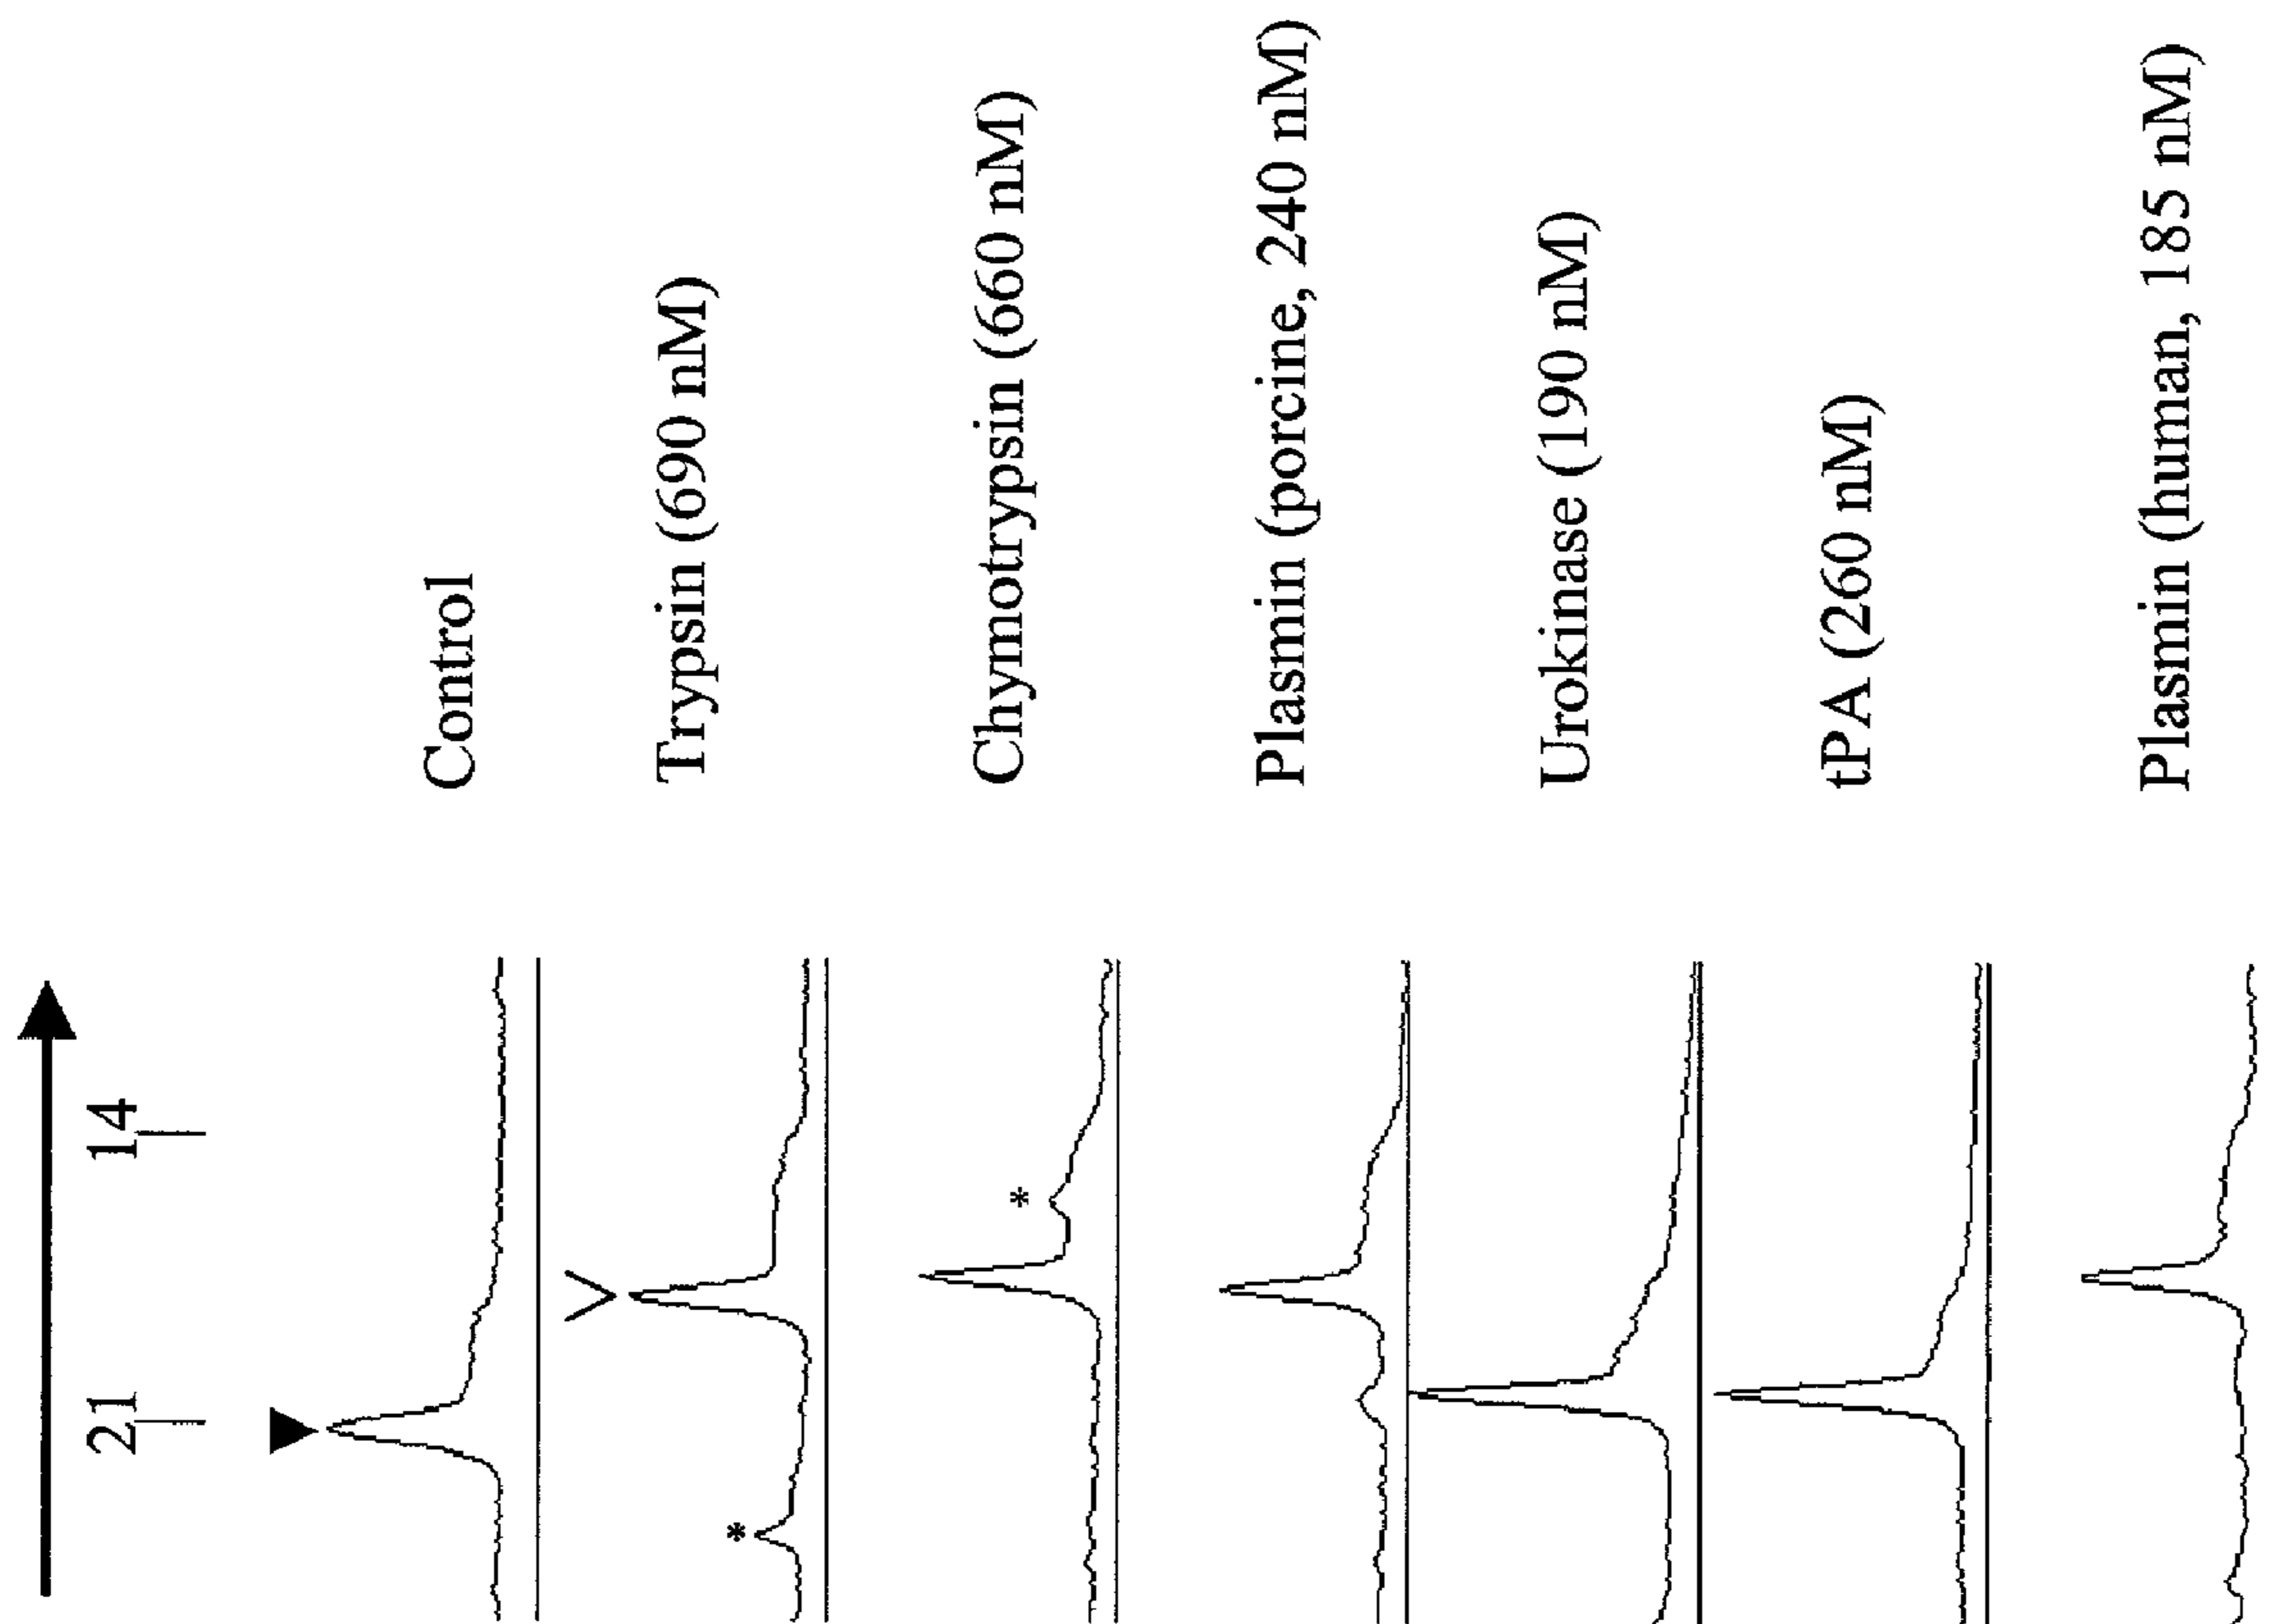 21 14
Control
Trypsin (690 nM)
*
Chymotrypsin (660 nM)
*
Plasmin (porcine, 240 nM)
Urokinase (190 nM)
tPA (260 nM)
Plasmin (human, 185 nM)